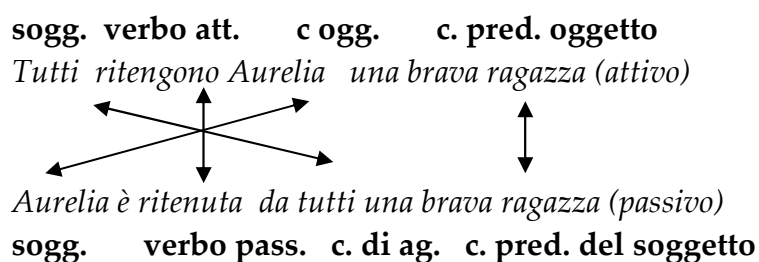 sogg. verbo att. c ogg. c. pred. oggetto
Tutti ritengono Aurelia una brava ragazza (attivo)
Aurelia è ritenuta da tutti una brava ragazza (passivo)
sogg. verbo pass. c. di ag. c. pred. del soggetto